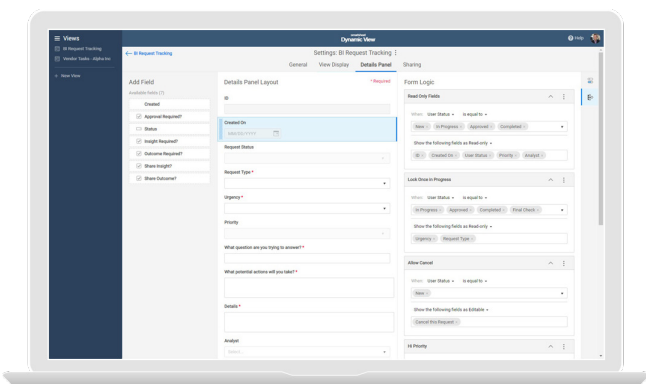 Views
Dynamic View
Help
BI Request Tracking
Vendor Tasks - Alpha Inc
+ New View
← BI Request Tracking
Settings: BI Request Tracking
General View Display Details Panel Sharing
Add Field
Available fields (7)
Created
Approval Required?
Status
Insight Required?
Outcome Required?
Share Insight?
Share Outcome?
Details Panel Layout
* Required
ID
Created On
MM/DD/YYYY
Request Status
Request Type *
Urgency *
Priority
What question are you trying to answer? *
What potential actions will you take? *
Details *
Analyst
Select...
Form Logic
Read Only Fields
When: User Status is equal to
New In Progress Approved Completed
Show the following fields as Read-only
ID Created On User Status Priority Analyst
Lock Once In Progress
When: User Status is equal to
In Progress Approved Completed Final Check
Show the following fields as Read-only
Urgency Request Type
Allow Cancel
When: User Status is equal to
New
Show the following fields as Editable
Cancel this Request
Hi Priority